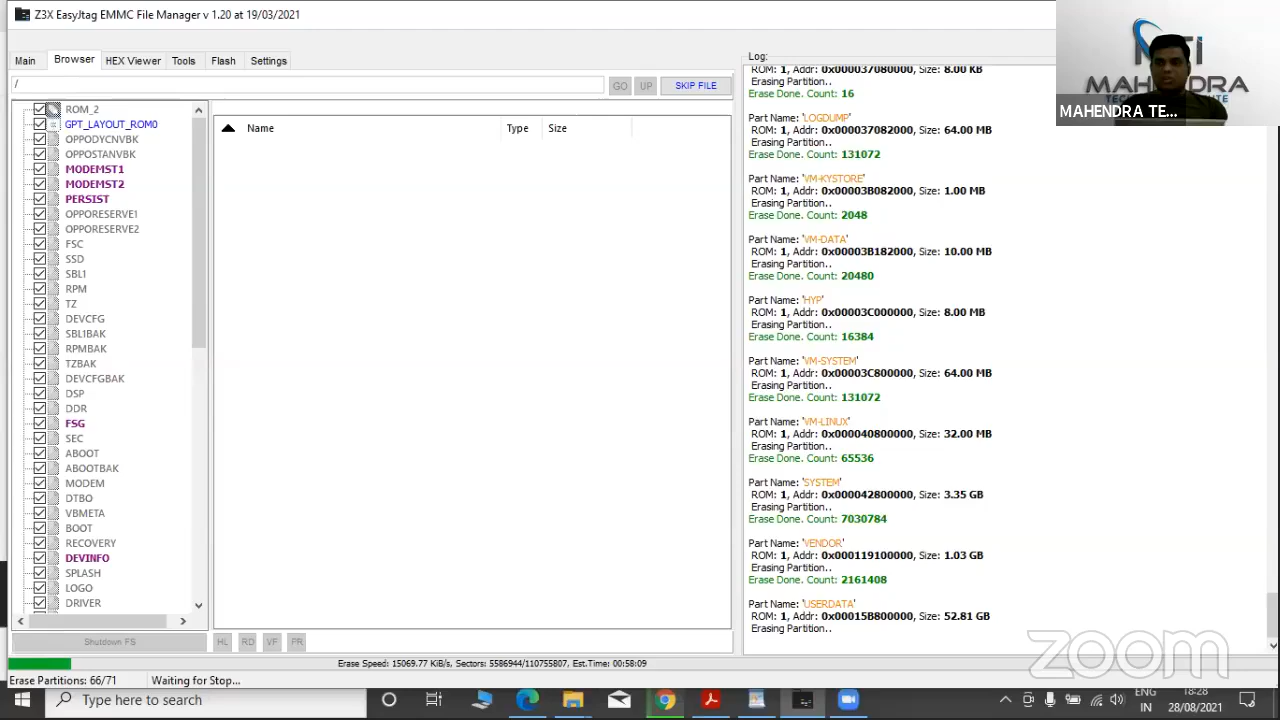 Z3X EasyJtag EMMC File Manager v 1.20 at 19/03/2021
Main Browser HEX Viewer Tools Flash Settings
/ GO UP SKIP FILE
ROM_2
GPT_LAYOUT_ROM0
OPPODYCNVBK
OPPOSTANVBK
MODEMST1
MODEMST2
PERSIST
OPPORESERVE1
OPPORESERVE2
FSC
SSD
SBL1
RPM
TZ
DEVCFG
SBL1BAK
RPMBAK
TZBAK
DEVCFGBAK
DSP
DDR
FSG
SEC
ABOOT
ABOOTBAK
MODEM
DTBO
VBMETA
BOOT
RECOVERY
DEVINFO
SPLASH
LOGO
DRIVER
Shutdown FS
Name Type Size
HL RD VF PR
Log:
ROM: 1, Addr: 0x000037080000, Size: 8.00 KB
Erasing Partition..
Erase Done. Count: 16
Part Name: 'LOGDUMP'
ROM: 1, Addr: 0x000037082000, Size: 64.00 MB
Erasing Partition..
Erase Done. Count: 131072
Part Name: 'VM-KYSTORE'
ROM: 1, Addr: 0x00003B082000, Size: 1.00 MB
Erasing Partition..
Erase Done. Count: 2048
Part Name: 'VM-DATA'
ROM: 1, Addr: 0x00003B182000, Size: 10.00 MB
Erasing Partition..
Erase Done. Count: 20480
Part Name: 'HYP'
ROM: 1, Addr: 0x00003C000000, Size: 8.00 MB
Erasing Partition..
Erase Done. Count: 16384
Part Name: 'VM-SYSTEM'
ROM: 1, Addr: 0x00003C800000, Size: 64.00 MB
Erasing Partition..
Erase Done. Count: 131072
Part Name: 'VM-LINUX'
ROM: 1, Addr: 0x000040800000, Size: 32.00 MB
Erasing Partition..
Erase Done. Count: 65536
Part Name: 'SYSTEM'
ROM: 1, Addr: 0x000042800000, Size: 3.35 GB
Erasing Partition..
Erase Done. Count: 7030784
Part Name: 'VENDOR'
ROM: 1, Addr: 0x000119100000, Size: 1.03 GB
Erasing Partition..
Erase Done. Count: 2161408
Part Name: 'USERDATA'
ROM: 1, Addr: 0x00015B800000, Size: 52.81 GB
Erasing Partition..
MAHENDRA
MAHENDRA TE...
zoom
Erase Speed: 15069.77 KiB/s, Sectors: 5586944/110755807, Est.Time: 00:58:09
Erase Partitions: 66/71 Waiting for Stop...
Type here to search
ENG
IN
18:28
28/08/2021